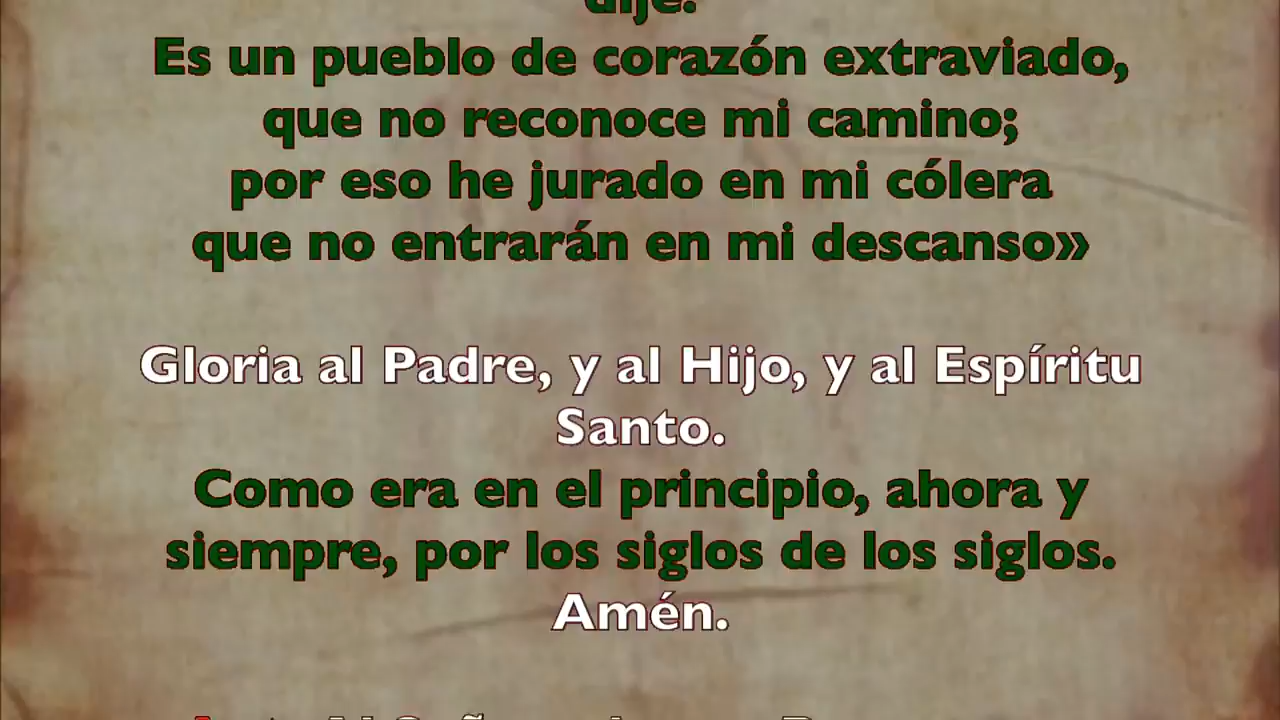 dije:
Es un pueblo de corazón extraviado,
que no reconoce mi camino;
por eso he jurado en mi cólera
que no entrarán en mi descanso»
Gloria al Padre, y al Hijo, y al Espíritu
Santo.
Como era en el principio, ahora y
siempre, por los siglos de los siglos.
Amén.